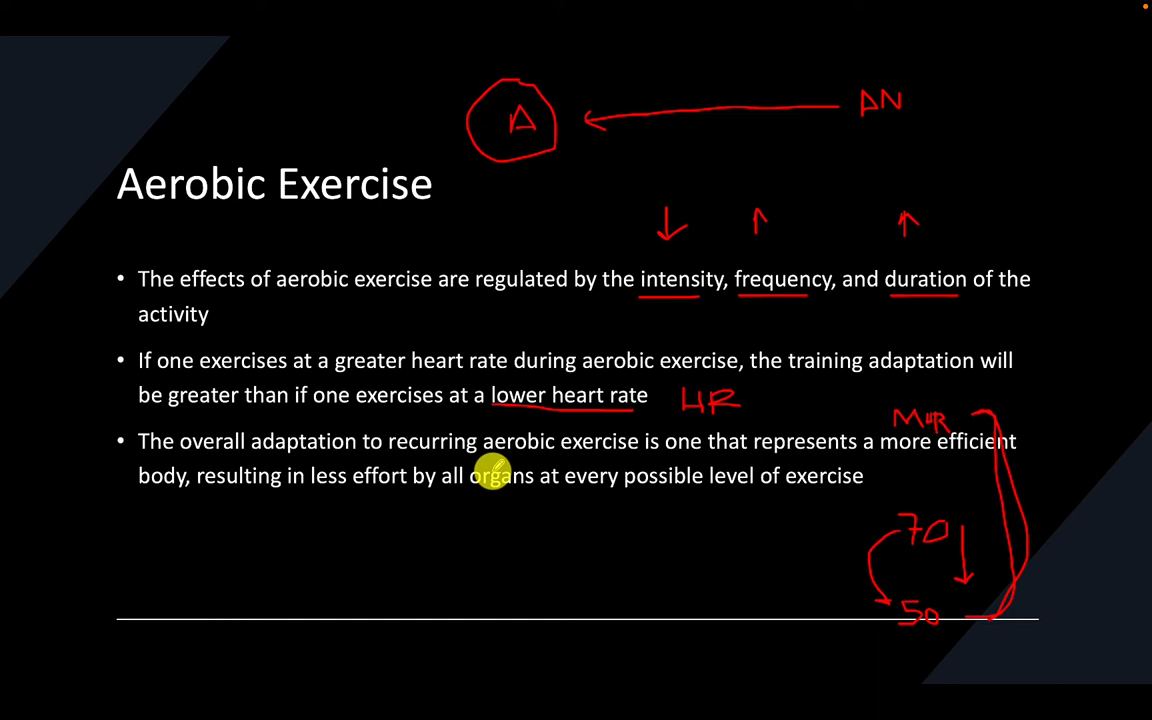 A AN
Aerobic Exercise
• The effects of aerobic exercise are regulated by the intensity, frequency, and duration of the
activity
• If one exercises at a greater heart rate during aerobic exercise, the training adaptation will
be greater than if one exercises at a lower heart rate HR
MHR
• The overall adaptation to recurring aerobic exercise is one that represents a more efficient
body, resulting in less effort by all organs at every possible level of exercise
70
50